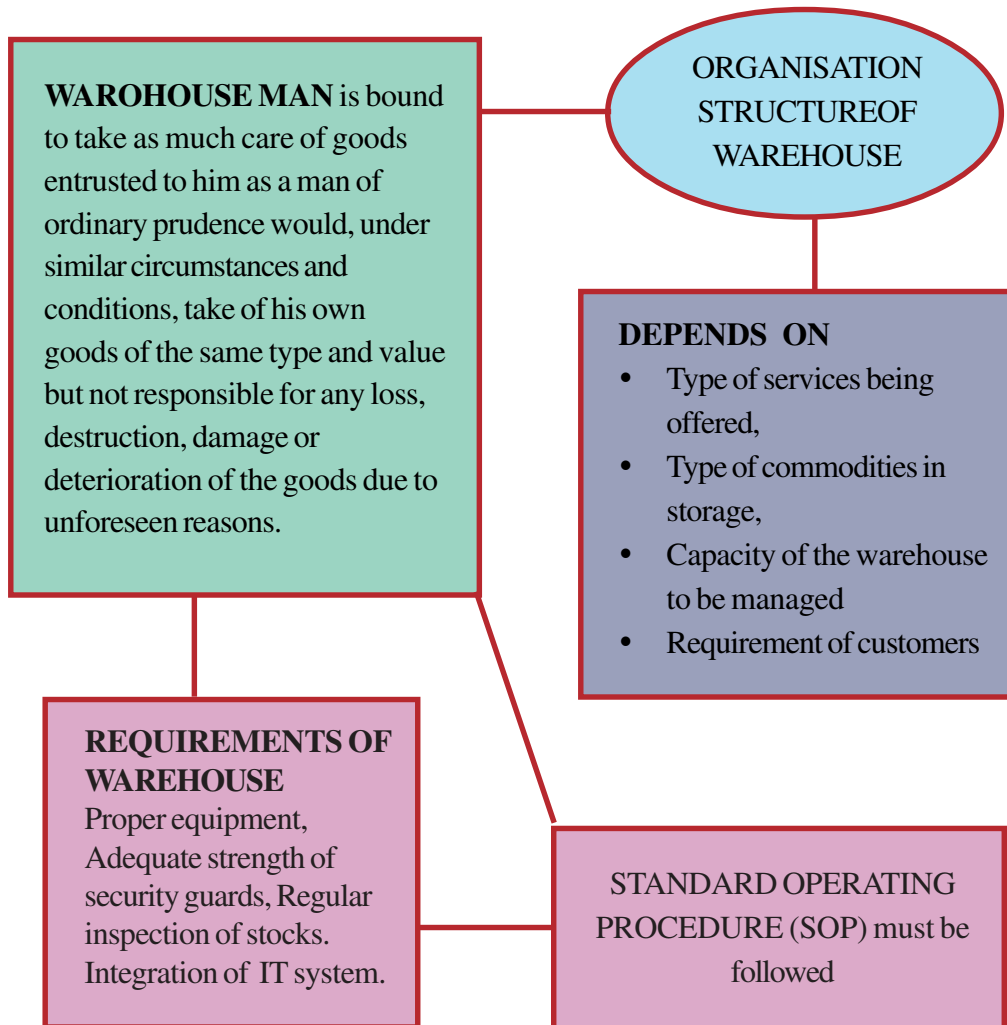 WAROHOUSE MAN is bound
to take as much care of goods
entrusted to him as a man of
ordinary prudence would, under
similar circumstances and
conditions, take of his own
goods of the same type and value
but not responsible for any loss,
destruction, damage or
deterioration of the goods due to
unforeseen reasons.
ORGANISATION
STRUCTUREOF
WAREHOUSE
DEPENDS ON
• Type of services being
offered,
• Type of commodities in
storage,
• Capacity of the warehouse
to be managed
• Requirement of customers
REQUIREMENTS OF
WAREHOUSE
Proper equipment,
Adequate strength of
security guards, Regular
inspection of stocks.
Integration of IT system.
STANDARD OPERATING
PROCEDURE (SOP) must be
followed